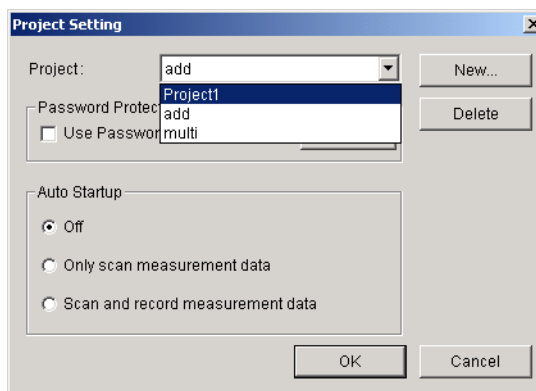 Project Setting
Project: add New...
Project1
Password Protec add Delete
Use Passwor multi
Auto Startup
Off
Only scan measurement data
Scan and record measurement data
OK Cancel